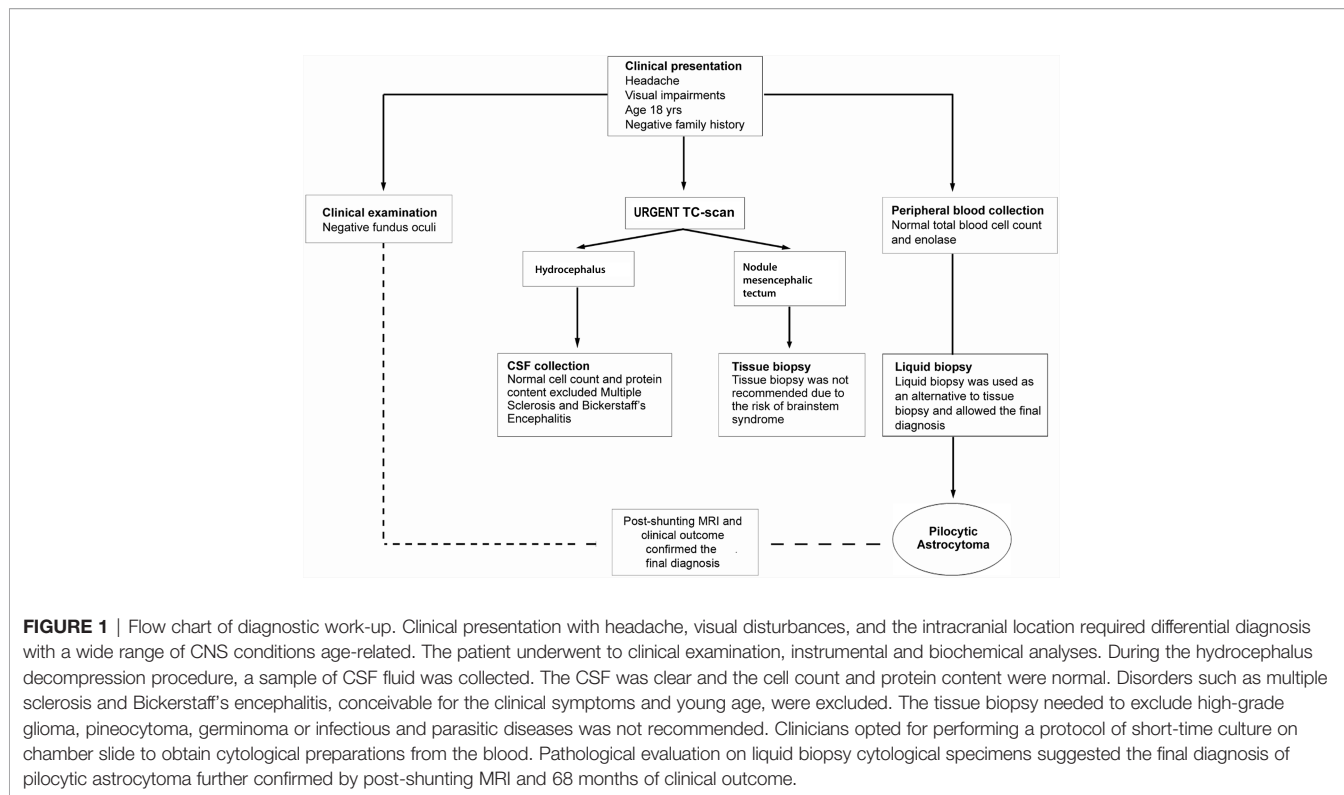 Clinical presentation
Headache
Visual impairments
Age 18 yrs
Negative family history
Clinical examination
Negative fundus oculi
URGENT TC-scan
Peripheral blood collection
Normal total blood cell count
and enolase
Hydrocephalus
Nodule
mesencephalic
tectum
CSF collection
Normal cell count and protein
content excluded Multiple
Sclerosis and Bickerstaff's
Encephalitis
Tissue biopsy
Tissue biopsy was not
recommended due to
the risk of brainstem
syndrome
Liquid biopsy
Liquid biopsy was used as
an alternative to tissue
biopsy and allowed the final
diagnosis
Post-shunting MRI and
clinical outcome
confirmed the
final diagnosis
Pilocytic
Astrocytoma
FIGURE 1 | Flow chart of diagnostic work-up. Clinical presentation with headache, visual disturbances, and the intracranial location required differential diagnosis
with a wide range of CNS conditions age-related. The patient underwent to clinical examination, instrumental and biochemical analyses. During the hydrocephalus
decompression procedure, a sample of CSF fluid was collected. The CSF was clear and the cell count and protein content were normal. Disorders such as multiple
sclerosis and Bickerstaff's encephalitis, conceivable for the clinical symptoms and young age, were excluded. The tissue biopsy needed to exclude high-grade
glioma, pineocytoma, germinoma or infectious and parasitic diseases was not recommended. Clinicians opted for performing a protocol of short-time culture on
chamber slide to obtain cytological preparations from the blood. Pathological evaluation on liquid biopsy cytological specimens suggested the final diagnosis of
pilocytic astrocytoma further confirmed by post-shunting MRI and 68 months of clinical outcome.